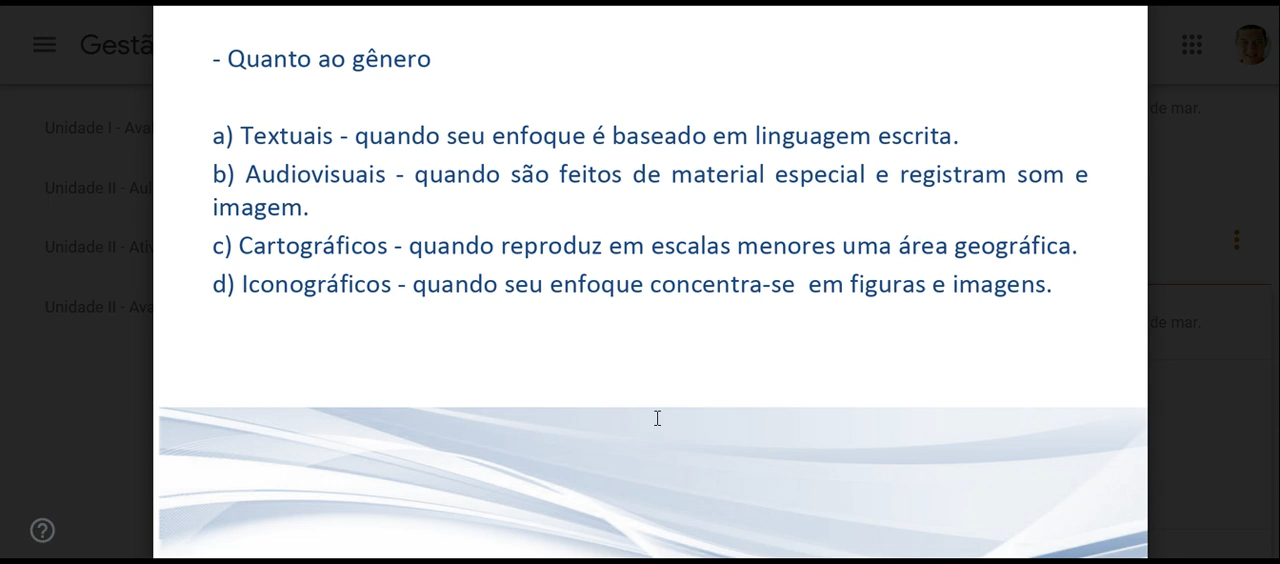 Gestã
- Quanto ao gênero
de mar.
Unidade I - Ava
a) Textuais - quando seu enfoque é baseado em linguagem escrita.
b) Audiovisuais - quando são feitos de material especial e registram som e
imagem.
Unidade II - Aul
c) Cartográficos - quando reproduz em escalas menores uma área geográfica.
Unidade II - Ativ
d) Iconográficos - quando seu enfoque concentra-se em figuras e imagens.
Unidade II - Ava
de mar.